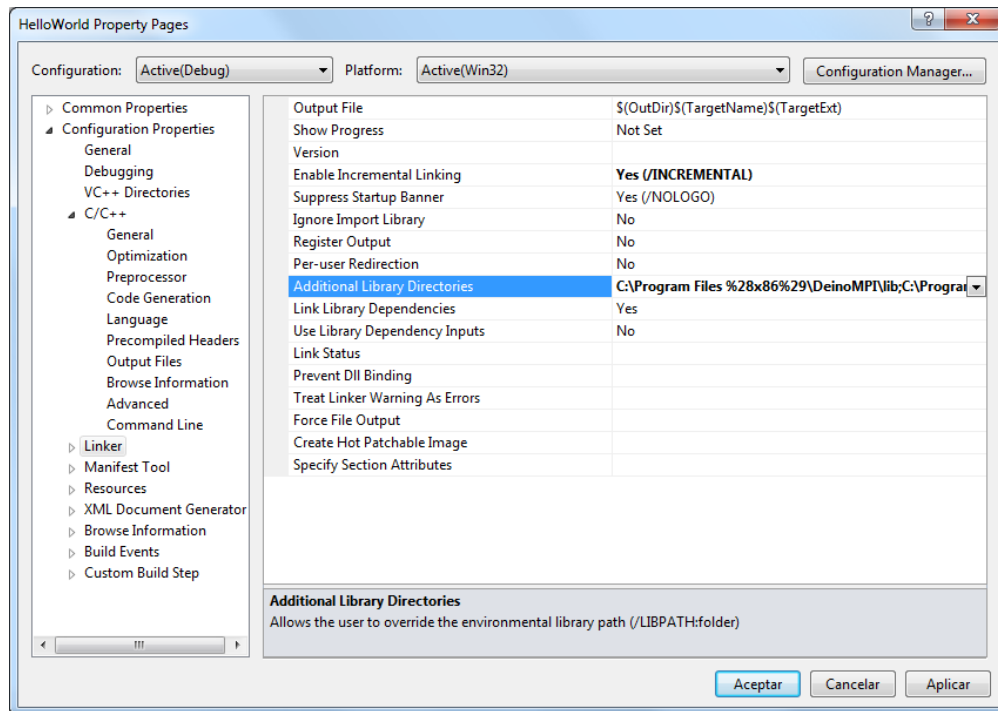 HelloWorld Property Pages
Configuration: Active(Debug) Platform: Active(Win32) Configuration Manager...
Common Properties
Configuration Properties
General
Debugging
VC++ Directories
C/C++
General
Optimization
Preprocessor
Code Generation
Language
Precompiled Headers
Output Files
Browse Information
Advanced
Command Line
Linker
Manifest Tool
Resources
XML Document Generator
Browse Information
Build Events
Custom Build Step
Output File $(OutDir)$(TargetName)$(TargetExt)
Show Progress Not Set
Version
Enable Incremental Linking Yes (/INCREMENTAL)
Suppress Startup Banner Yes (/NOLOGO)
Ignore Import Library No
Register Output No
Per-user Redirection No
Additional Library Directories C:\Program Files %28x86%29\DeinoMPI\lib;C:\Program
Link Library Dependencies Yes
Use Library Dependency Inputs No
Link Status
Prevent Dll Binding
Treat Linker Warning As Errors
Force File Output
Create Hot Patchable Image
Specify Section Attributes
Additional Library Directories
Allows the user to override the environmental library path (/LIBPATH:folder)
Aceptar Cancelar Aplicar